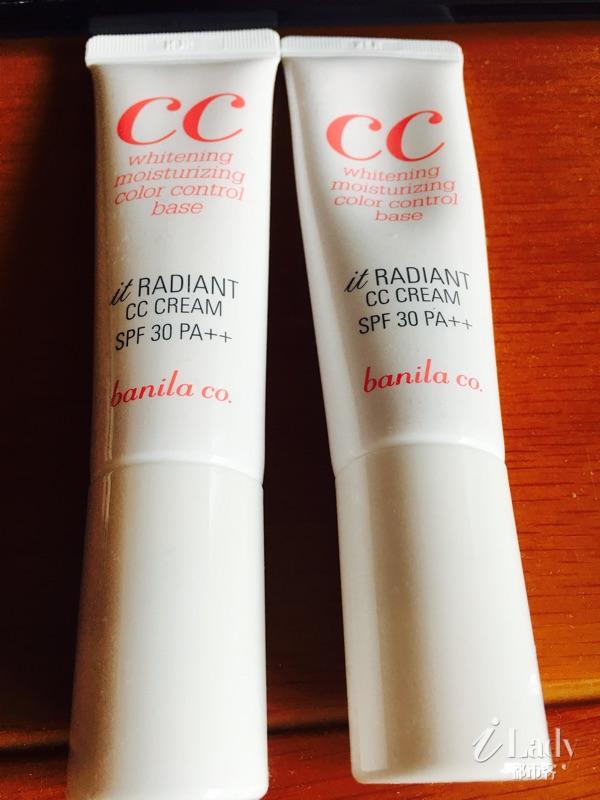 CC
whitening
moisturizing
color control
base
it RADIANT
CC CREAM
SPF 30 PA++
banila co.
CC
whitening
moisturizing
color control
base
it RADIANT
CC CREAM
SPF 30 PA++
banila co.
iLady